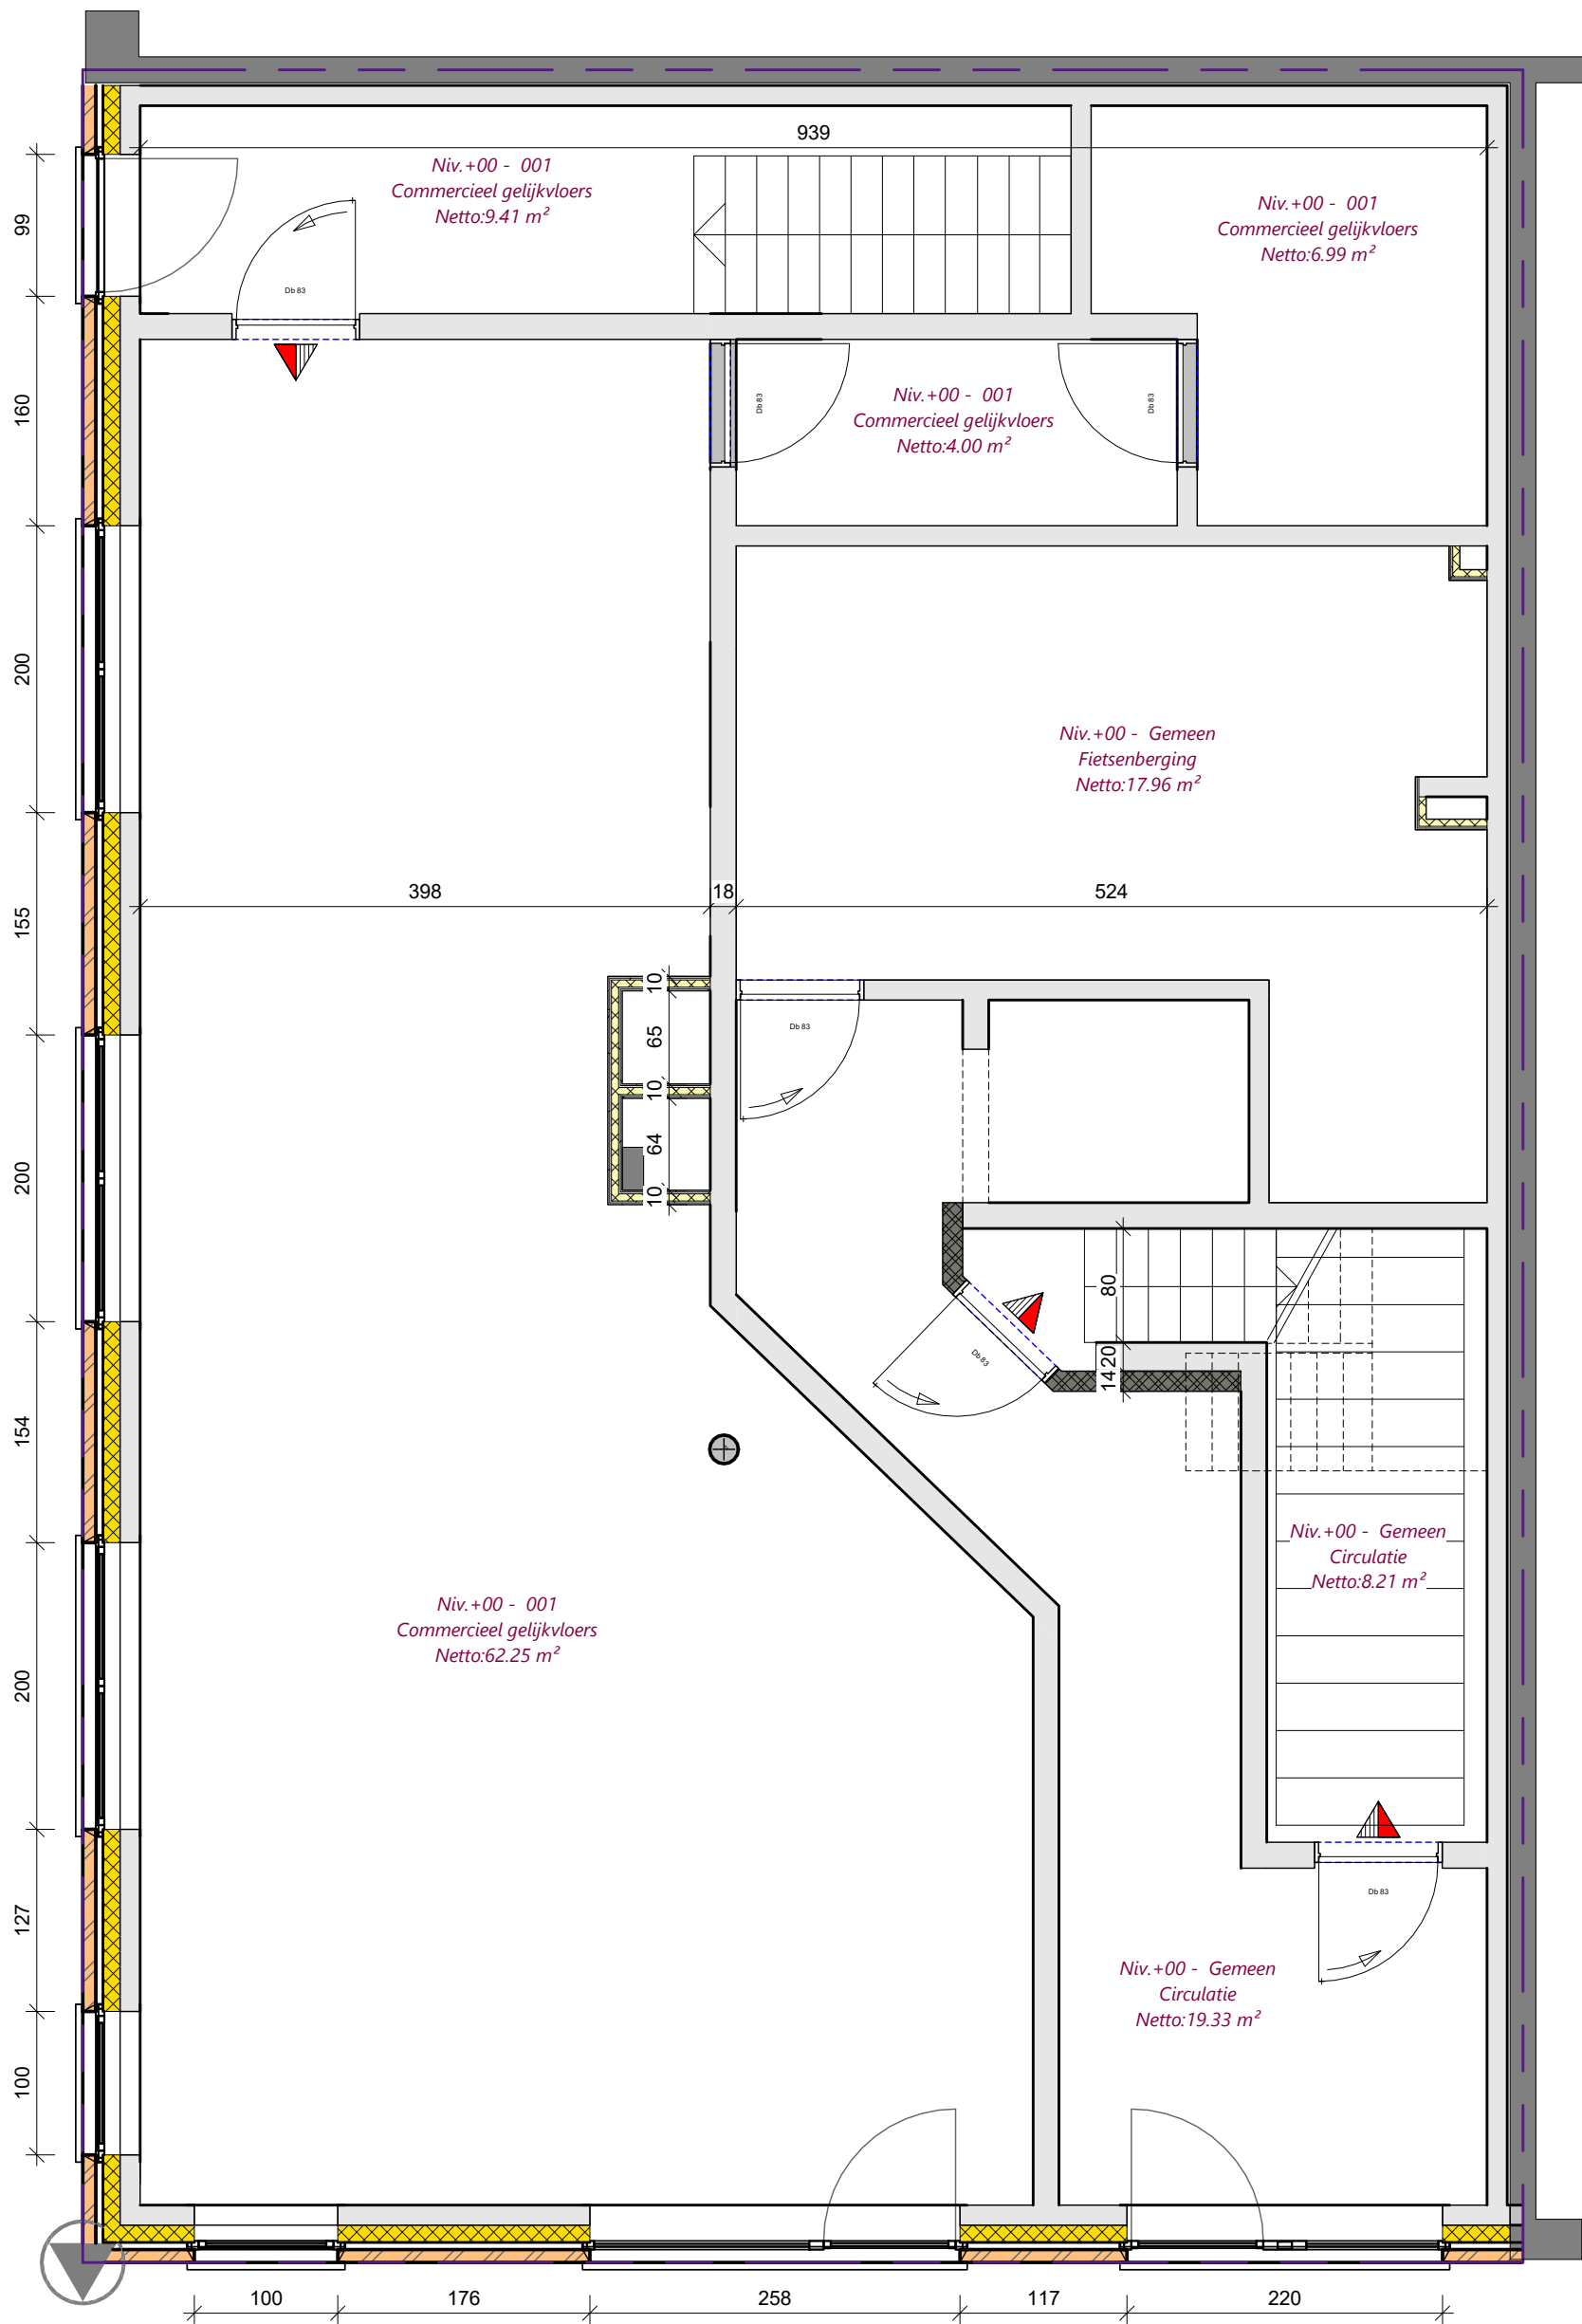 939
Niv.+00 - 001
Commercieel gelijkvloers
Netto:9.41 m²
Niv.+00 - 001
Commercieel gelijkvloers
Netto:6.99 m²
99
Db 83
160
Db 83
Niv.+00 - 001
Commercieel gelijkvloers
Netto:4.00 m²
Db 83
200
Niv.+00 - Gemeen
Fietsenberging
Netto:17.96 m²
155
398
18
524
10
65
10
64
10
Db 83
200
80
20
14
Db 83
154
Niv.+00 - Gemeen
Circulatie
Netto:8.21 m²
Niv.+00 - 001
Commercieel gelijkvloers
Netto:62.25 m²
200
127
Db 83
Niv.+00 - Gemeen
Circulatie
Netto:19.33 m²
100
100
176
258
117
220